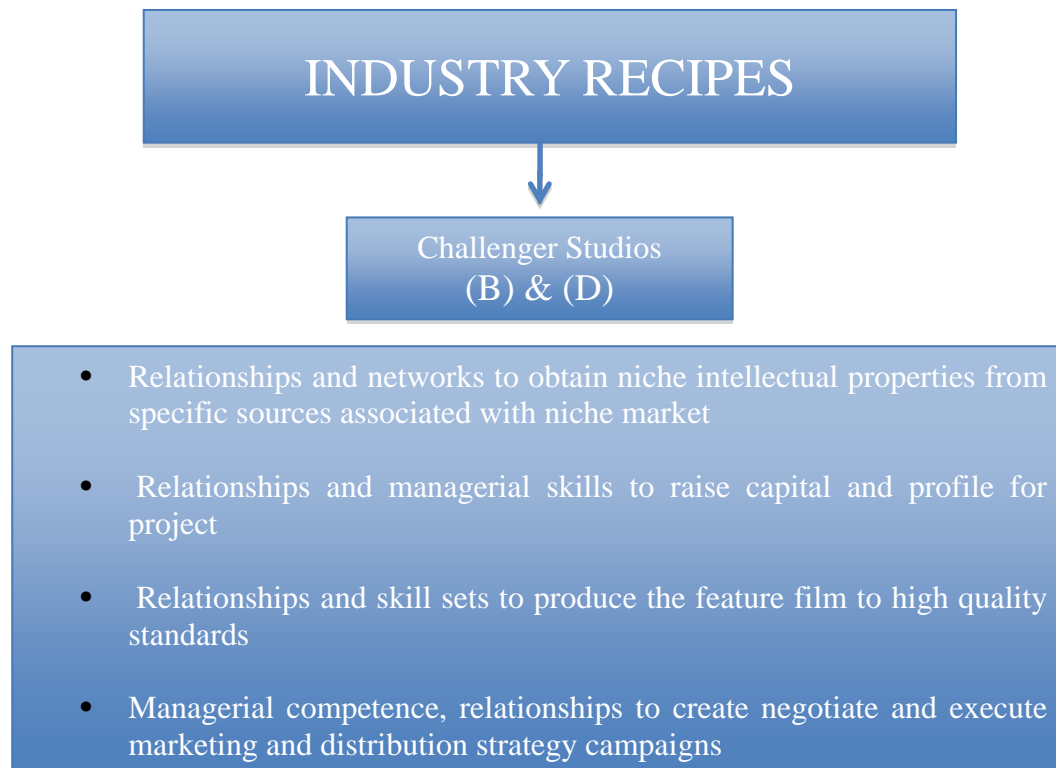 INDUSTRY RECIPES
Challenger Studios
(B) & (D)
• Relationships and networks to obtain niche intellectual properties from
specific sources associated with niche market
• Relationships and managerial skills to raise capital and profile for
project
• Relationships and skill sets to produce the feature film to high quality
standards
• Managerial competence, relationships to create negotiate and execute
marketing and distribution strategy campaigns